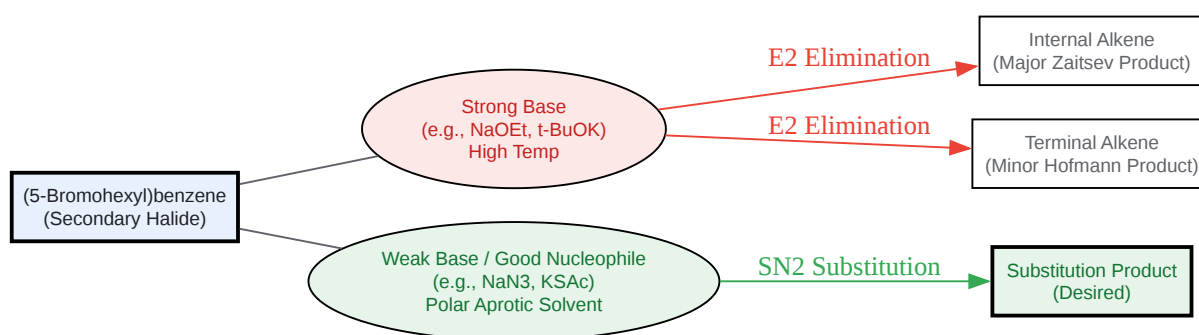 (5-Bromohexyl)benzene
(Secondary Halide)
Strong Base
(e.g., NaOEt, t-BuOK)
High Temp
Weak Base / Good Nucleophile
(e.g., NaN3, KSAc)
Polar Aprotic Solvent
E2 Elimination
E2 Elimination
SN2 Substitution
Internal Alkene
(Major Zaitsev Product)
Terminal Alkene
(Minor Hofmann Product)
Substitution Product
(Desired)